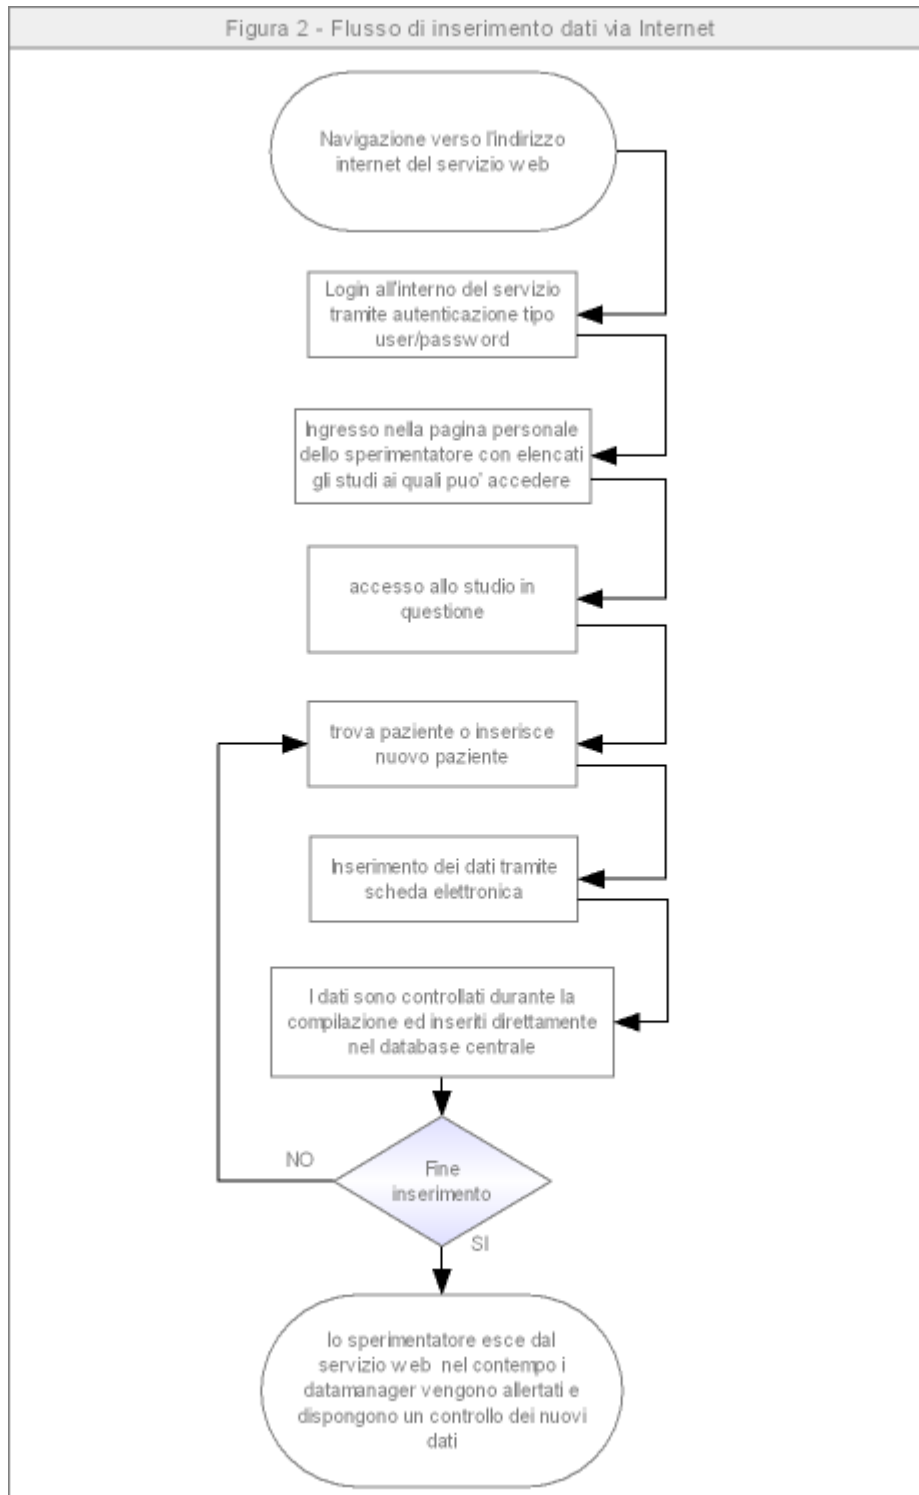 Figura 2 - Flusso di inserimento dati via Internet
Navigazione verso l'indirizzo
internet del servizio web
Login all'interno del servizio
tramite autenticazione tipo
user/password
Ingresso nella pagina personale
dello sperimentatore con elencati
gli studi ai quali puo' accedere
accesso allo studio in
questione
trova paziente o inserisce
nuovo paziente
Inserimento dei dati tramite
scheda elettronica
I dati sono controllati durante la
compilazione ed inseriti direttamente
nel database centrale
NO
Fine
inserimento
SI
lo sperimentatore esce dal
servizio web nel contempo i
datamanager vengono allertati e
dispongono un controllo dei nuovi
dati